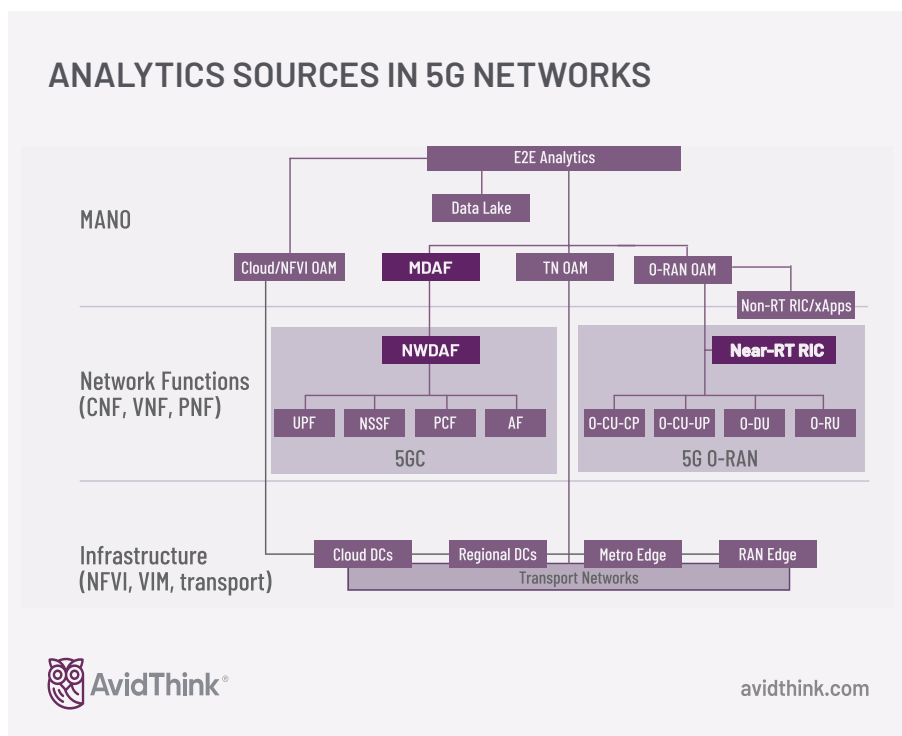 ANALYTICS SOURCES IN 5G NETWORKS
E2E Analytics
Data Lake
MANO
Cloud/NFVI OAM
MDAF
TN OAM
O-RAN OAM
Non-RT RIC/xApps
NWDAF
Near-RT RIC
Network Functions
(CNF, VNF, PNF)
UPF
NSSF
PCF
AF
O-CU-CP
O-CU-UP
O-DU
O-RU
5GC
5G O-RAN
Infrastructure
(NFVI, VIM, transport)
Cloud DCs
Regional DCs
Metro Edge
RAN Edge
Transport Networks
AvidThink®
avidthink.com